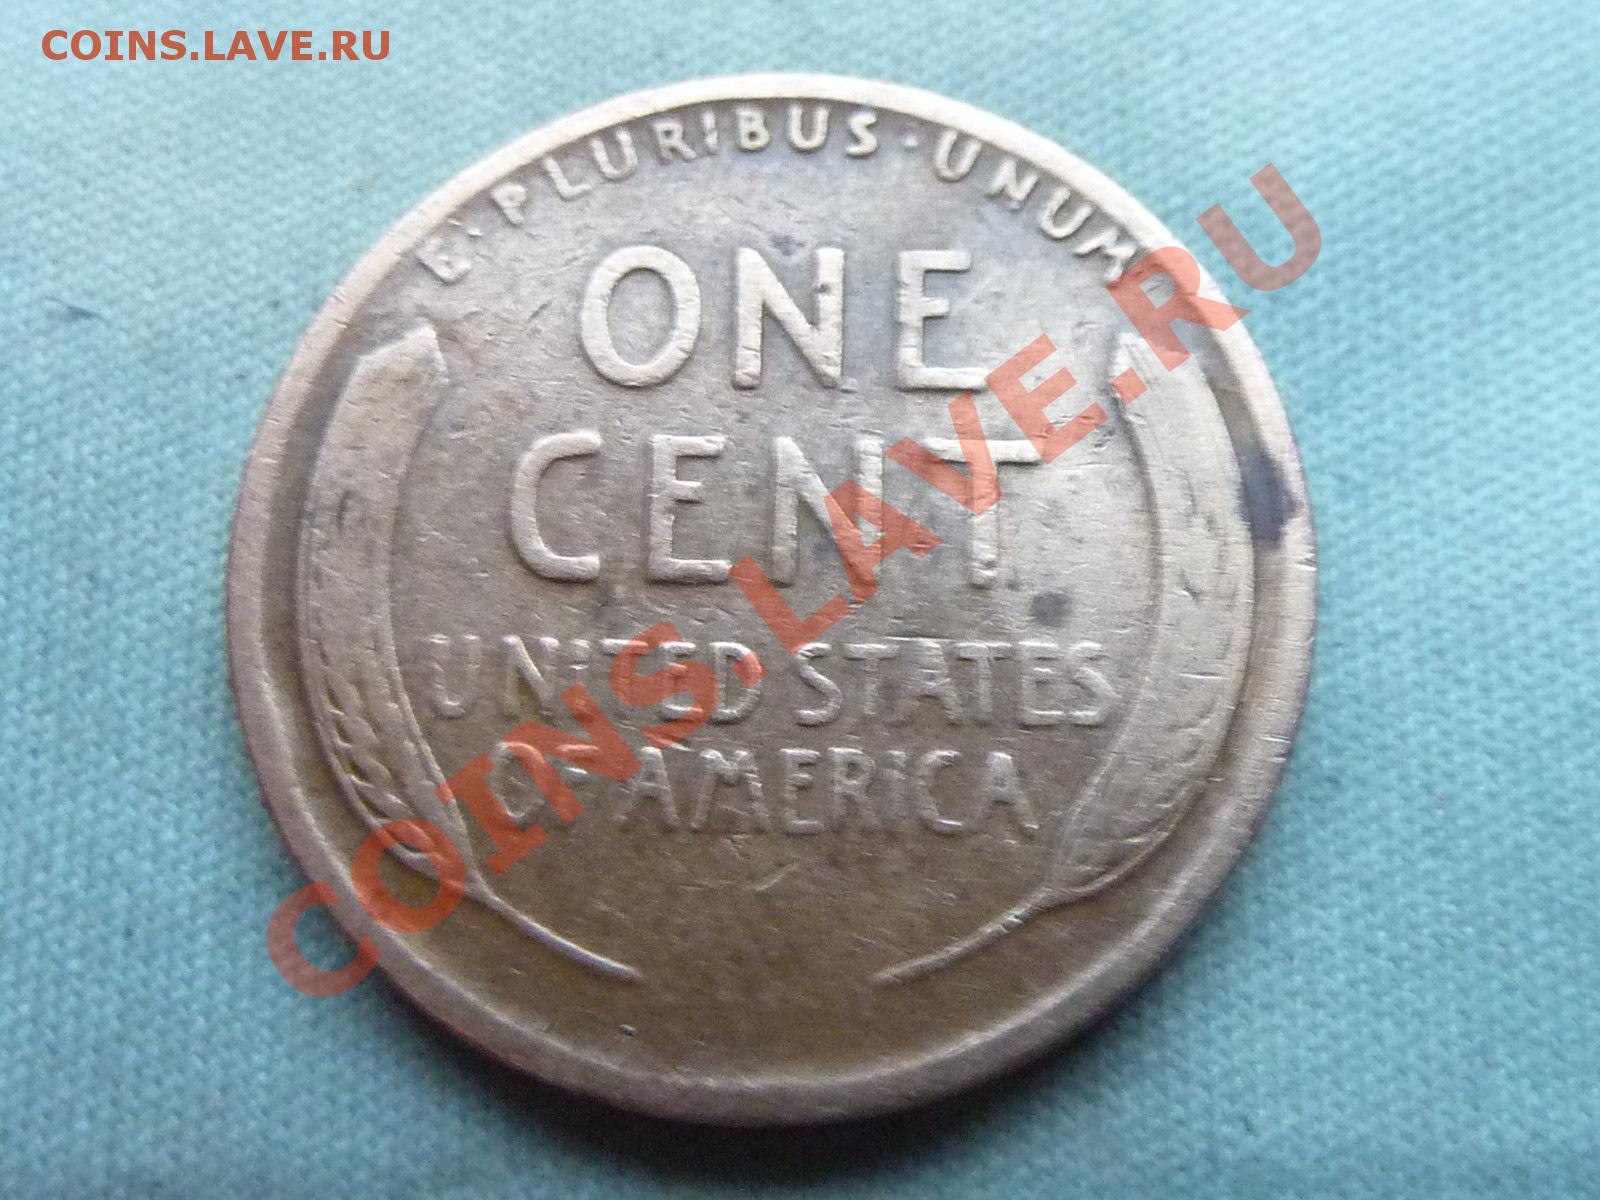 COINS.LAVE.RU
E·PLURIBUS·UNUM
ONE
CENT
UNITED STATES
OF AMERICA
COINS.LAVE.RU